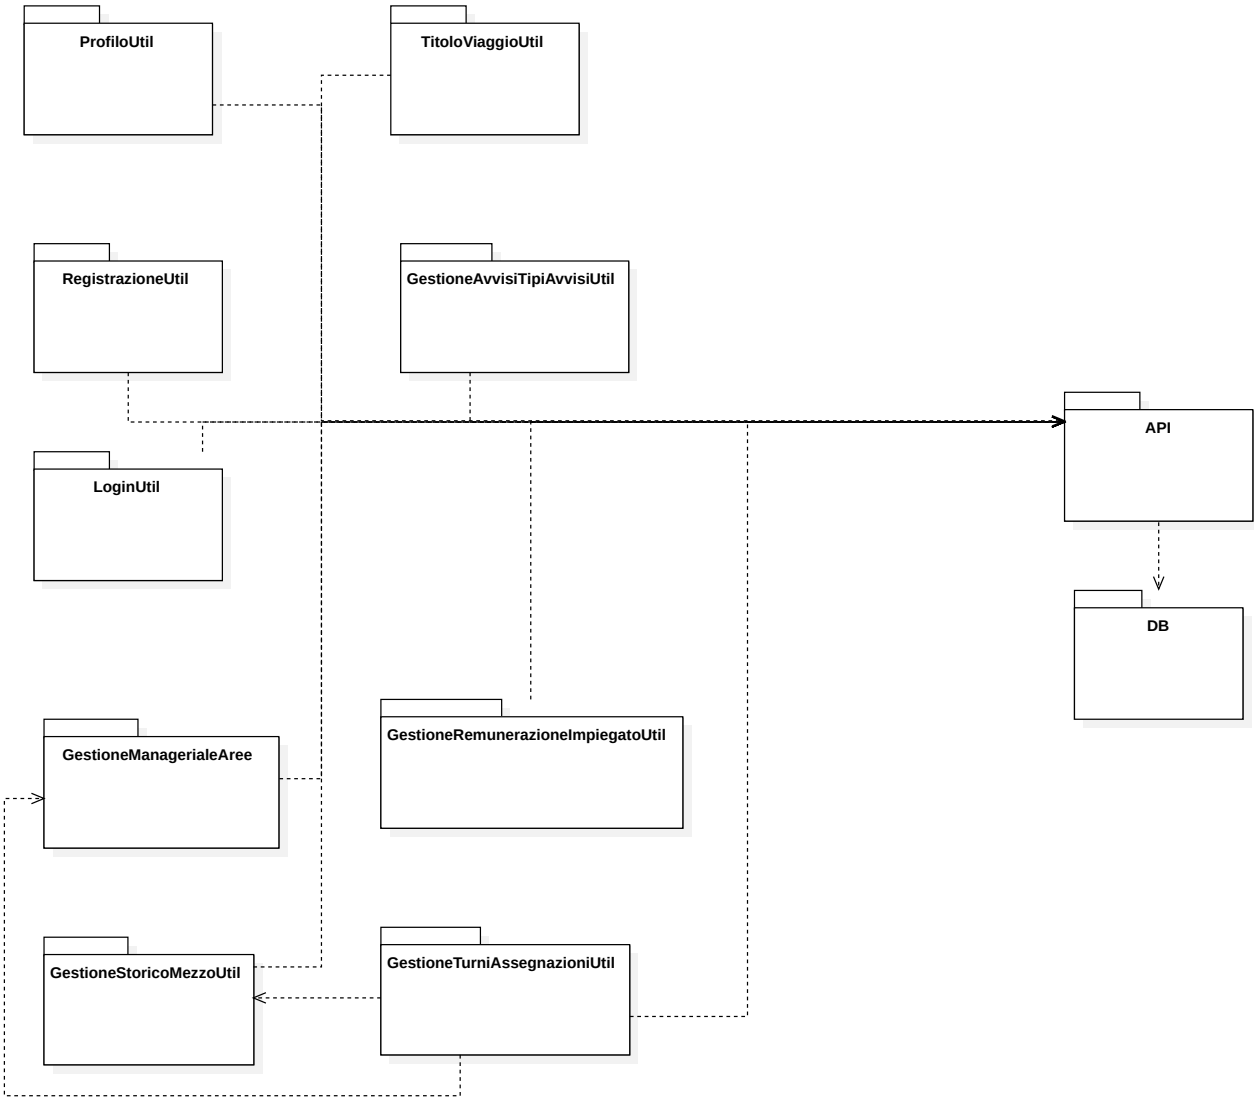 ProfiloUtil
TitoloViaggioUtil
RegistrazioneUtil
GestioneAvvisiTipiAvvisiUtil
API
LoginUtil
DB
GestioneManagerialeAree
GestioneRemunerazioneImpiegatoUtil
GestioneStoricoMezzoUtil
GestioneTurniAssegnazioniUtil